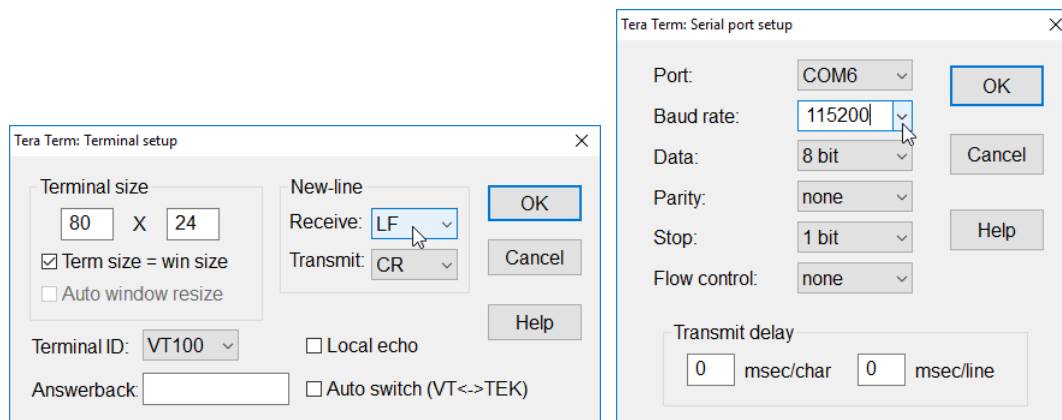 Tera Term: Terminal setup
Terminal size
80 X 24
Term size = win size
Auto window resize
New-line
Receive: LF
Transmit: CR
OK
Cancel
Help
Terminal ID: VT100
Local echo
Answerback:
Auto switch (VT<->TEK)
Tera Term: Serial port setup
Port: COM6
Baud rate: 115200
Data: 8 bit
Parity: none
Stop: 1 bit
Flow control: none
OK
Cancel
Help
Transmit delay
0 msec/char 0 msec/line